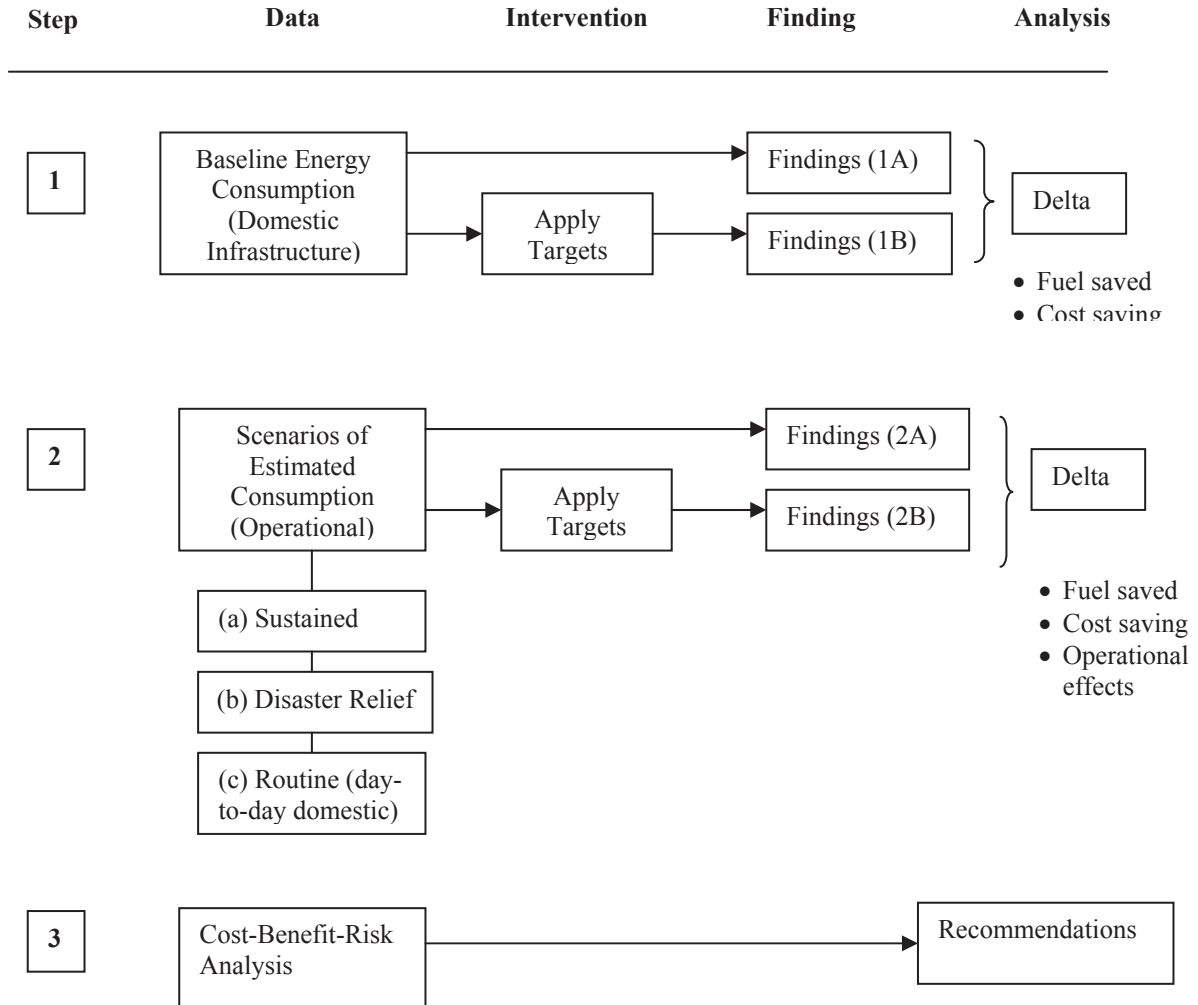 Step Data Intervention Finding Analysis
1
Baseline Energy
Consumption
(Domestic
Infrastructure)
Apply
Targets
Findings (1A)
Findings (1B)
Delta
• Fuel saved
• Cost saving
2
Scenarios of
Estimated
Consumption
(Operational)
Apply
Targets
Findings (2A)
Findings (2B)
Delta
• Fuel saved
• Cost saving
• Operational
effects
(a) Sustained
(b) Disaster Relief
(c) Routine (day-
to-day domestic)
3
Cost-Benefit-Risk
Analysis
Recommendations